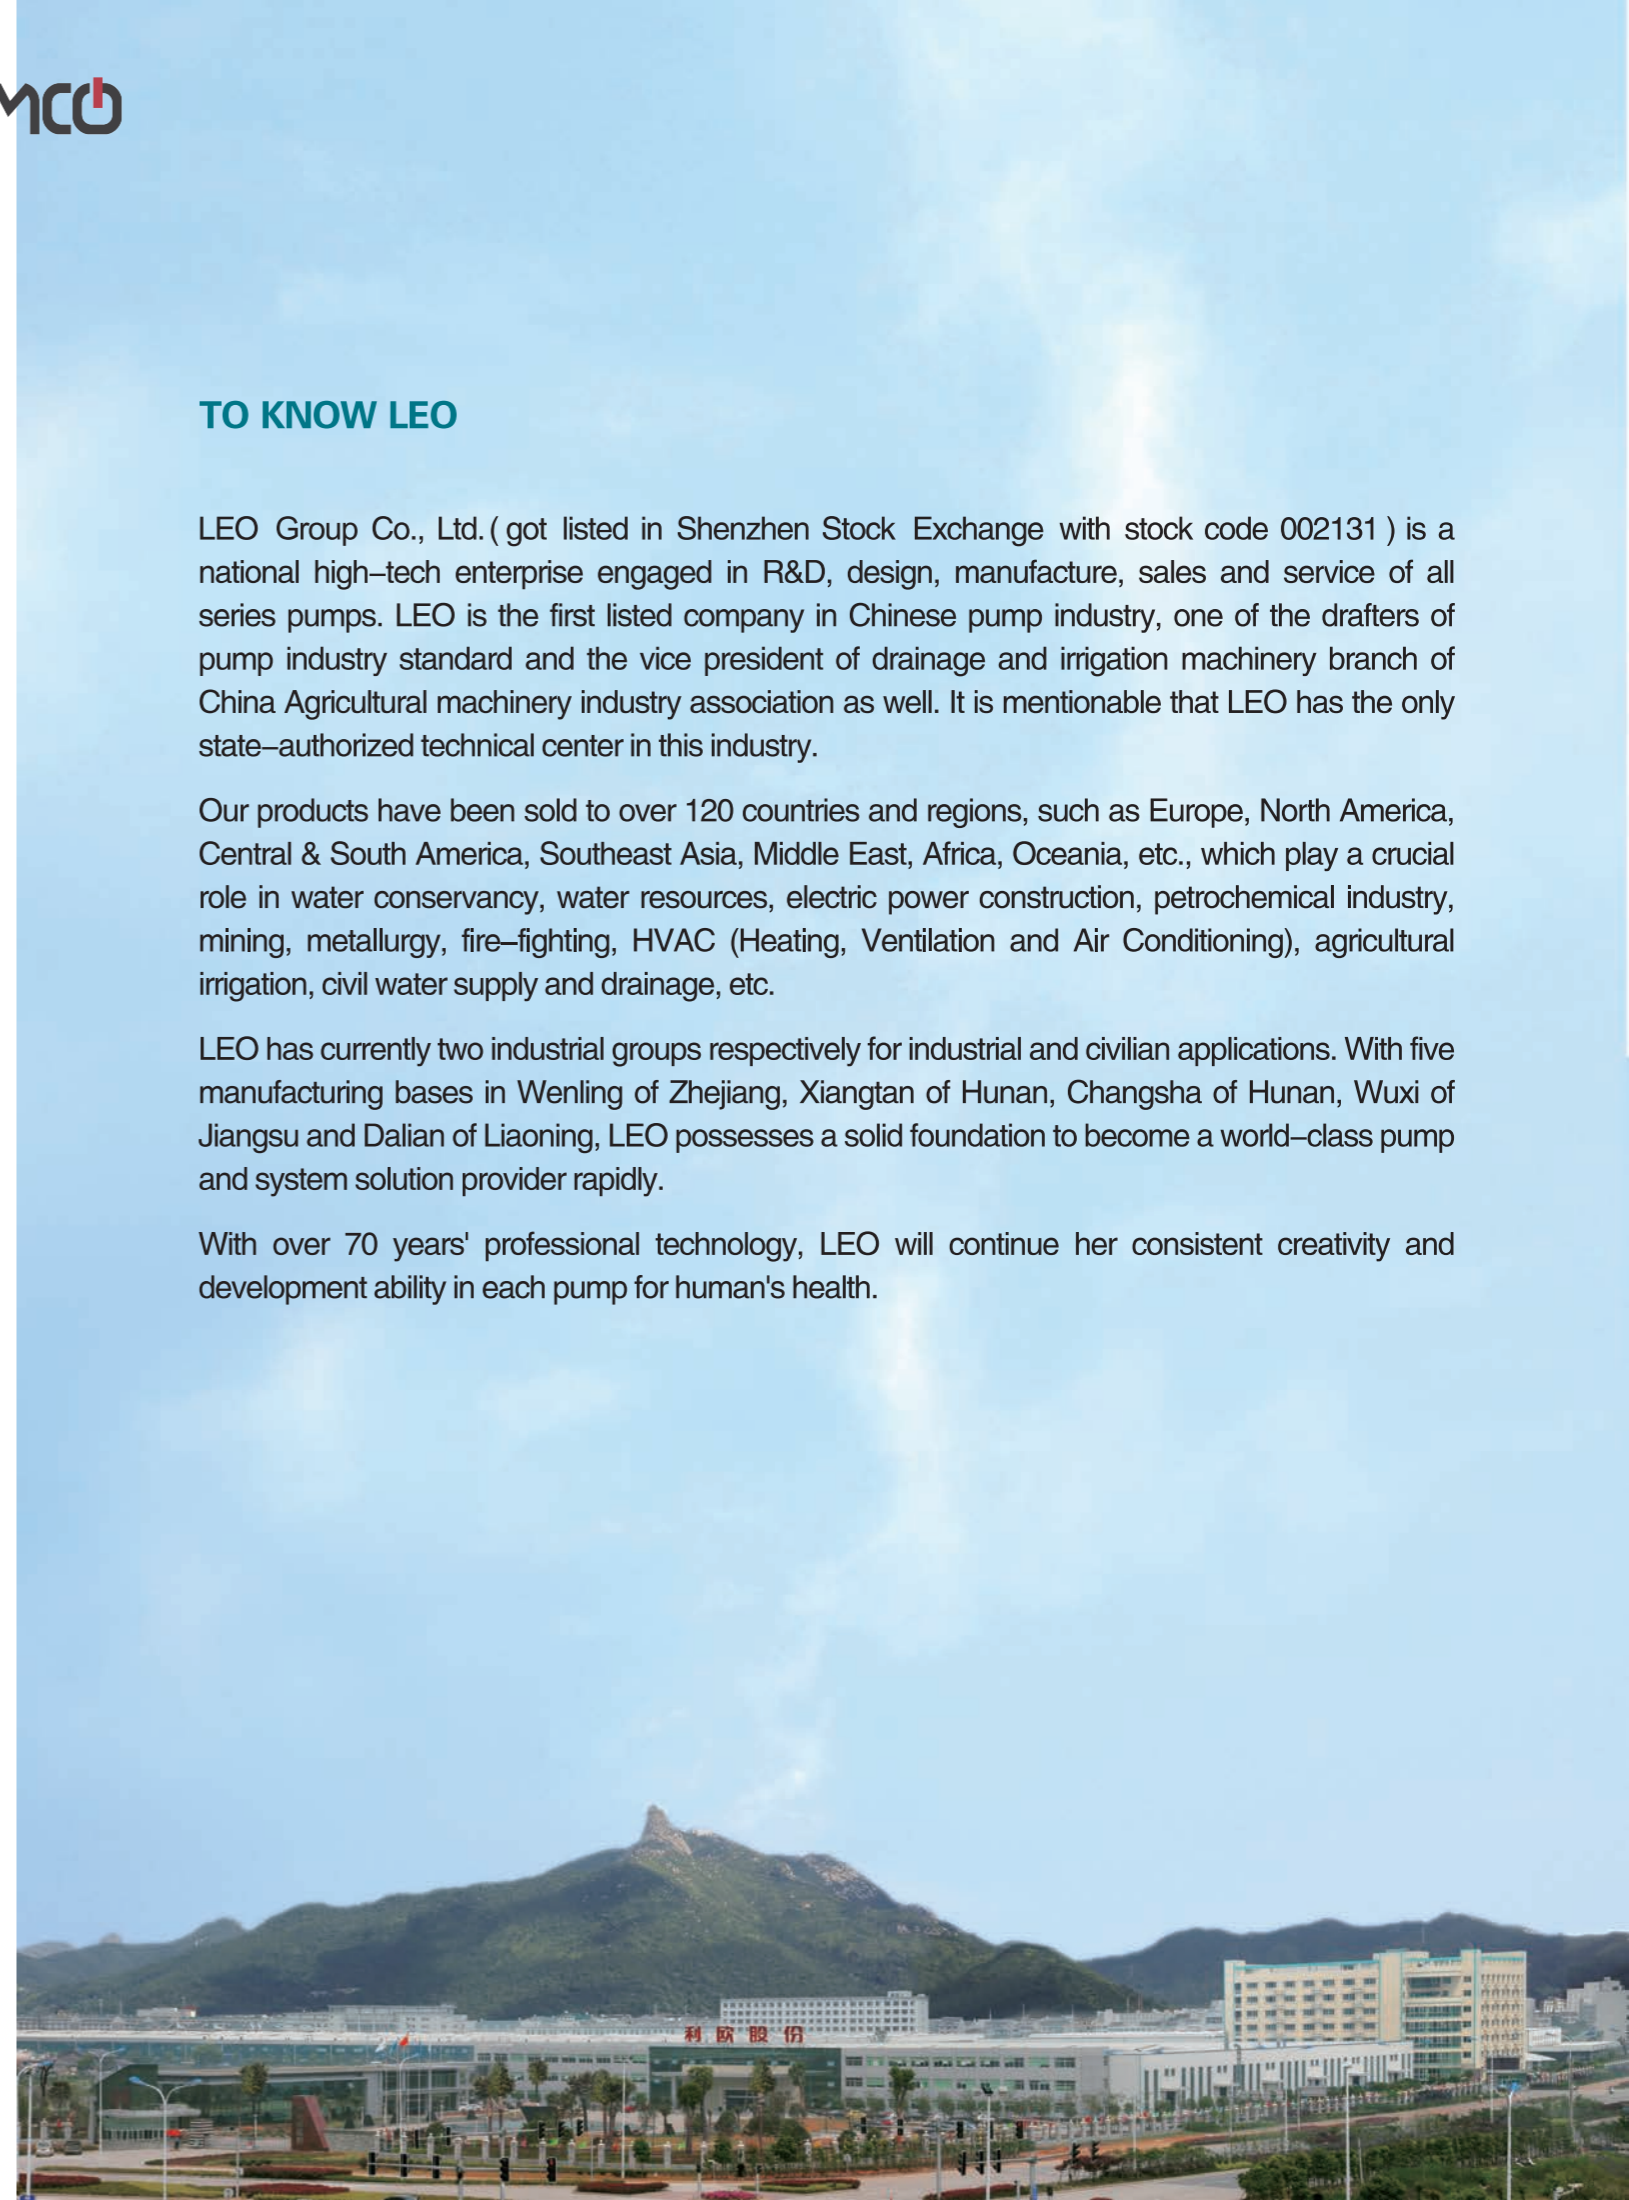 TO KNOW LEO
LEO Group Co., Ltd. ( got listed in Shenzhen Stock Exchange with stock code 002131 ) is a
national high–tech enterprise engaged in R&D, design, manufacture, sales and service of all
series pumps. LEO is the first listed company in Chinese pump industry, one of the drafters of
pump industry standard and the vice president of drainage and irrigation machinery branch of
China Agricultural machinery industry association as well. It is mentionable that LEO has the only
state–authorized technical center in this industry.
Our products have been sold to over 120 countries and regions, such as Europe, North America,
Central & South America, Southeast Asia, Middle East, Africa, Oceania, etc., which play a crucial
role in water conservancy, water resources, electric power construction, petrochemical industry,
mining, metallurgy, fire–fighting, HVAC (Heating, Ventilation and Air Conditioning), agricultural
irrigation, civil water supply and drainage, etc.
LEO has currently two industrial groups respectively for industrial and civilian applications. With five
manufacturing bases in Wenling of Zhejiang, Xiangtan of Hunan, Changsha of Hunan, Wuxi of
Jiangsu and Dalian of Liaoning, LEO possesses a solid foundation to become a world–class pump
and system solution provider rapidly.
With over 70 years' professional technology, LEO will continue her consistent creativity and
development ability in each pump for human's health.
利欧股份